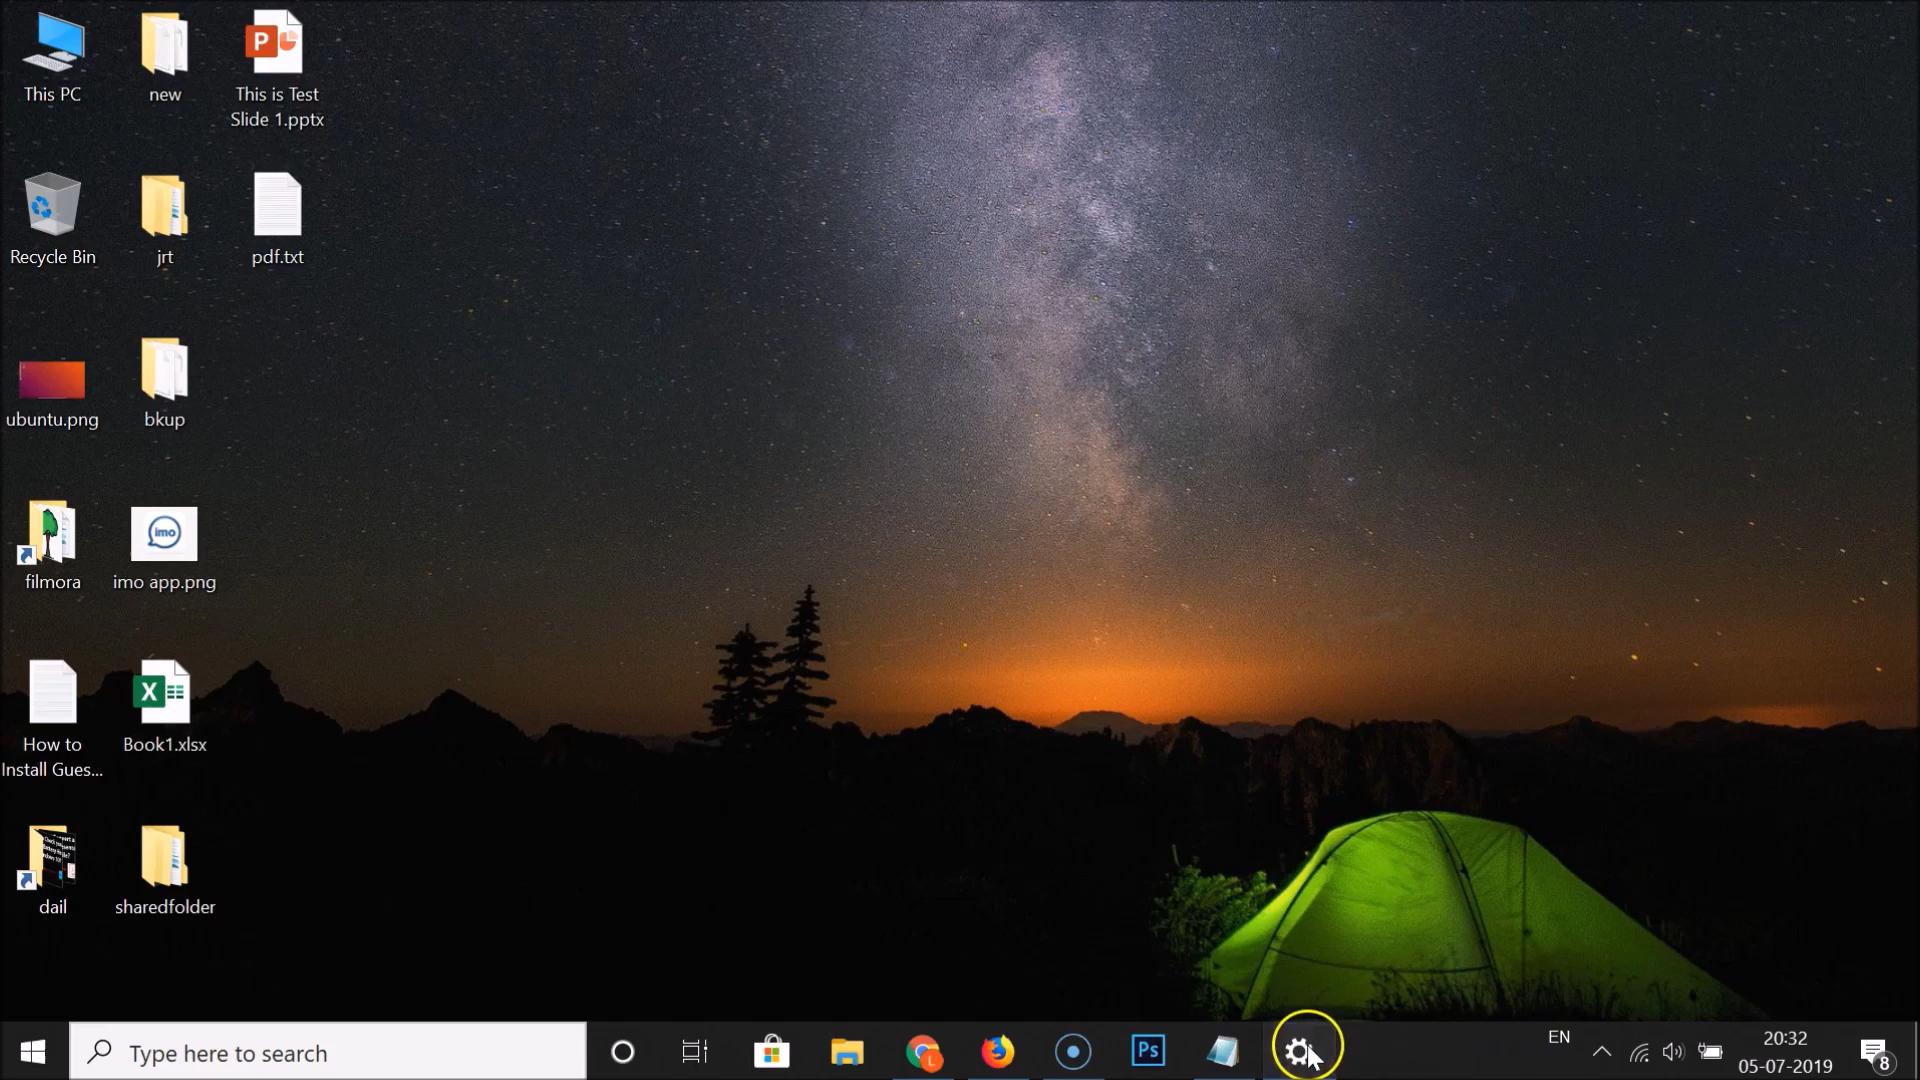 This PC
new
This is Test
Slide 1.pptx
Recycle Bin
jrt
pdf.txt
ubuntu.png
bkup
filmora
imo
imo app.png
How to
Install Gues...
Book1.xlsx
dail
sharedfolder
Type here to search
Ps
EN
20:32
05-07-2019
8